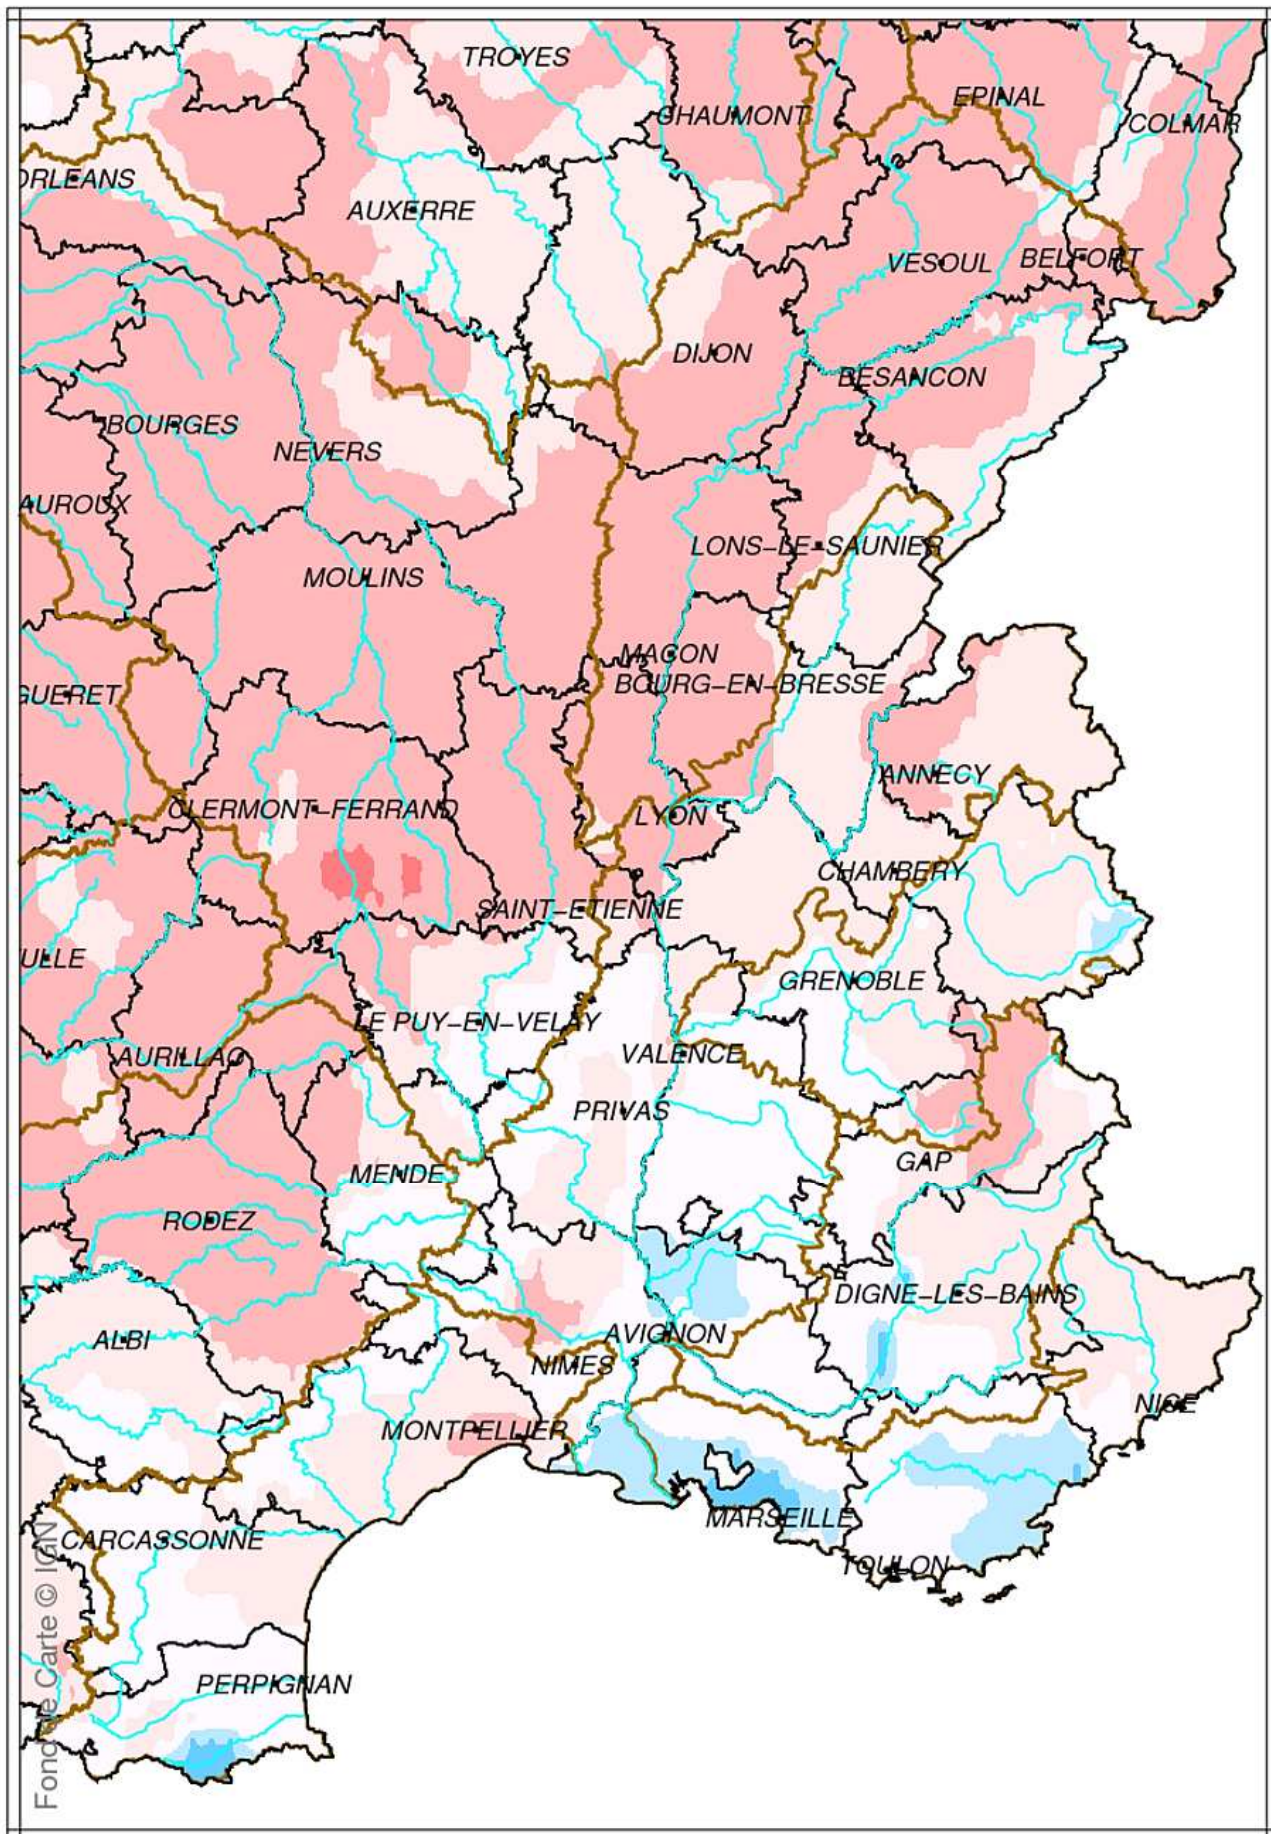 TROYES
EPINAL
CHAUMONT
COLMAR
ORLEANS
AUXERRE
VESOUL
BELFORT
DIJON
BESANCON
BOURGES
NEVERS
AUROUX
LONS-LE-SAUNIER
MOULINS
MACON
BOURG-EN-BRESSE
GUERET
ANNECY
CLERMONT-FERRAND
LYON
CHAMBERY
SAINT-ETIENNE
ULLE
GRENOBLE
LE PUY-EN-VELAY
AURILLAC
VALENCE
PRIVAS
GAP
MENDE
RODEZ
DIGNE-LES-BAINS
AVIGNON
ALBI
NIMES
NICE
MONTPELLIER
MARSEILLE
CARCASSONNE
TOULON
PERPIGNAN
Fond de Carte © IGN